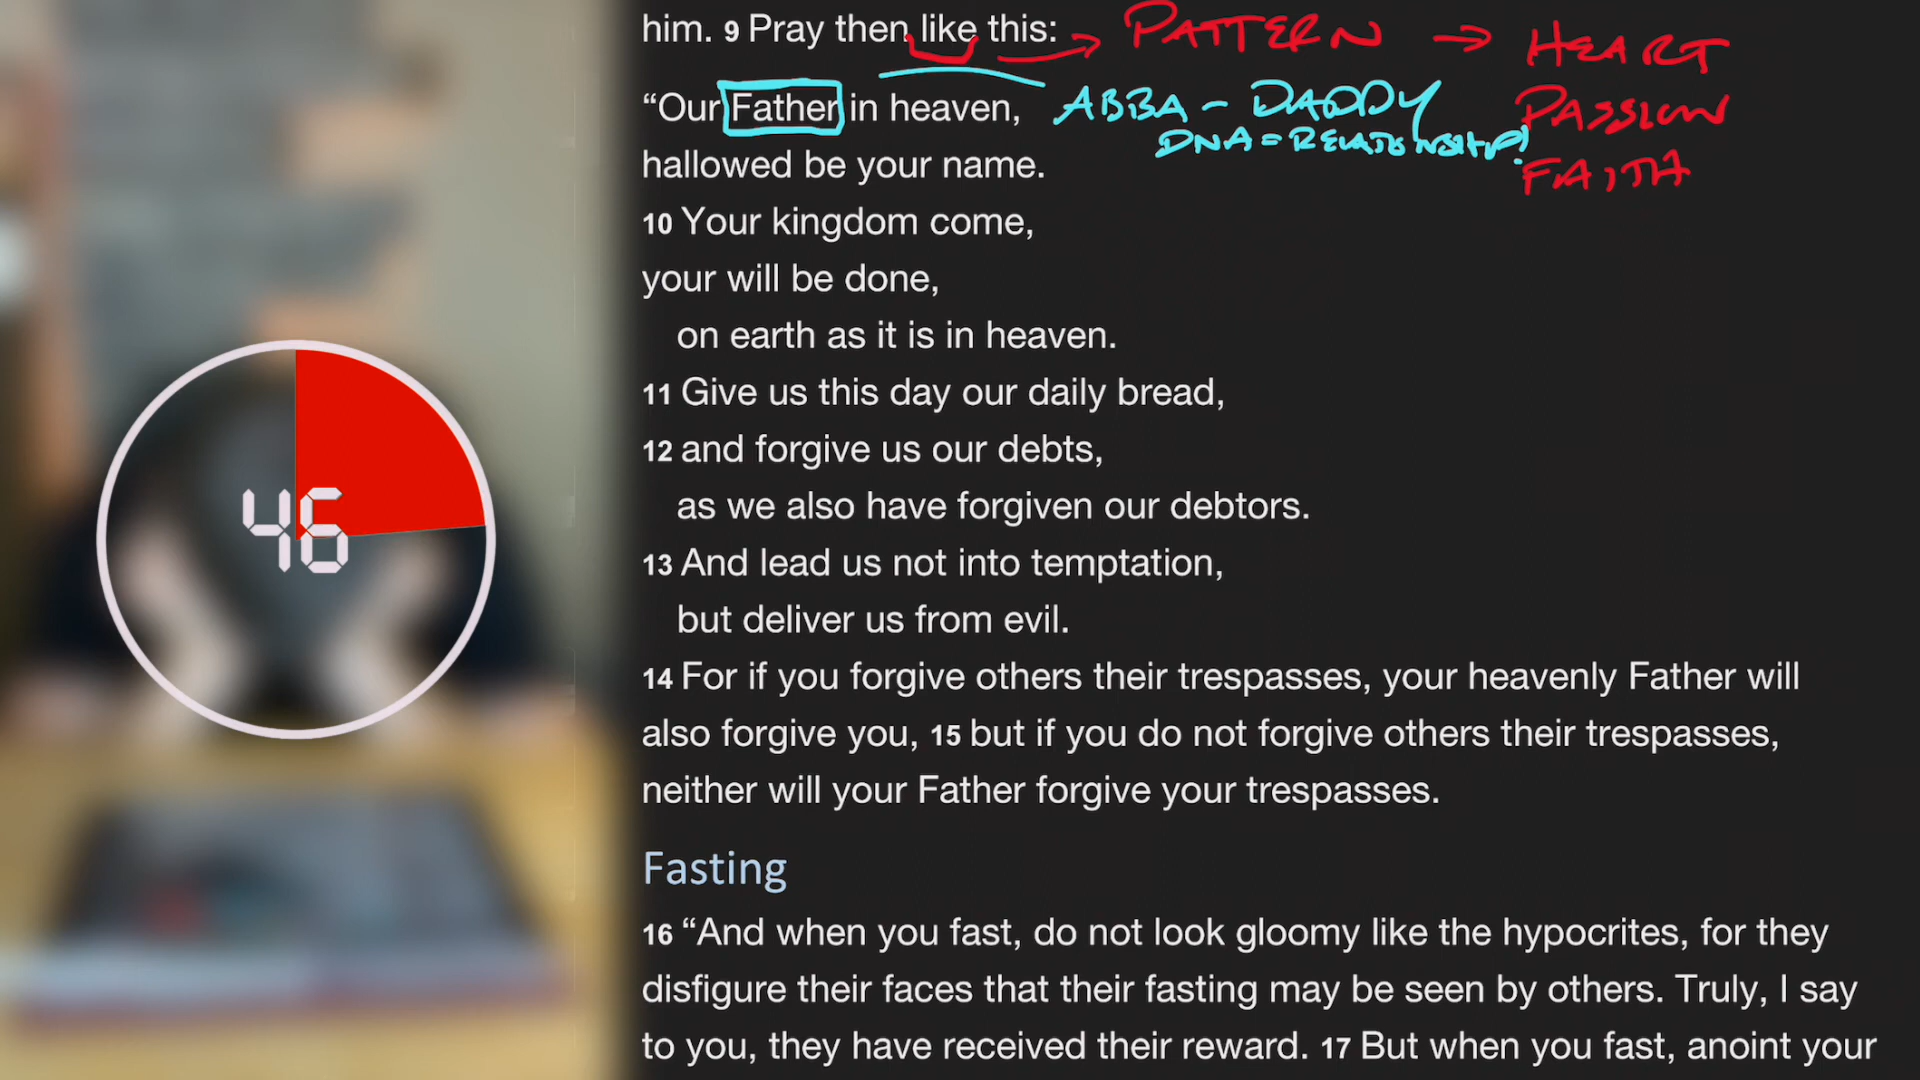 him. 9 Pray then like this: → PATTERN → HEART
“Our Father in heaven, ABBA - DADDY PASSION
DNA = RELATIONSHIP! FAITH
hallowed be your name.
10 Your kingdom come,
your will be done,
on earth as it is in heaven.
11 Give us this day our daily bread,
12 and forgive us our debts,
as we also have forgiven our debtors.
46
13 And lead us not into temptation,
but deliver us from evil.
14 For if you forgive others their trespasses, your heavenly Father will
also forgive you, 15 but if you do not forgive others their trespasses,
neither will your Father forgive your trespasses.
Fasting
16 “And when you fast, do not look gloomy like the hypocrites, for they
disfigure their faces that their fasting may be seen by others. Truly, I say
to you, they have received their reward. 17 But when you fast, anoint your